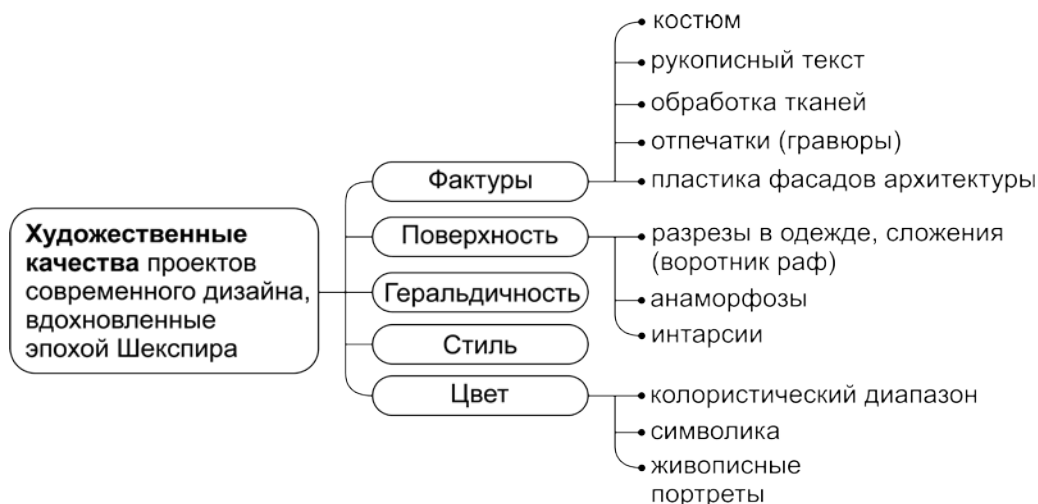 Художественные
качества проектов
современного дизайна,
вдохновленные
эпохой Шекспира
Фактуры
костюм
рукописный текст
обработка тканей
отпечатки (гравюры)
пластика фасадов архитектуры
Поверхность
разрезы в одежде, сложения
(воротник раф)
анаморфозы
интарсии
Геральдичность
Стиль
Цвет
колористический диапазон
символика
живописные
портреты